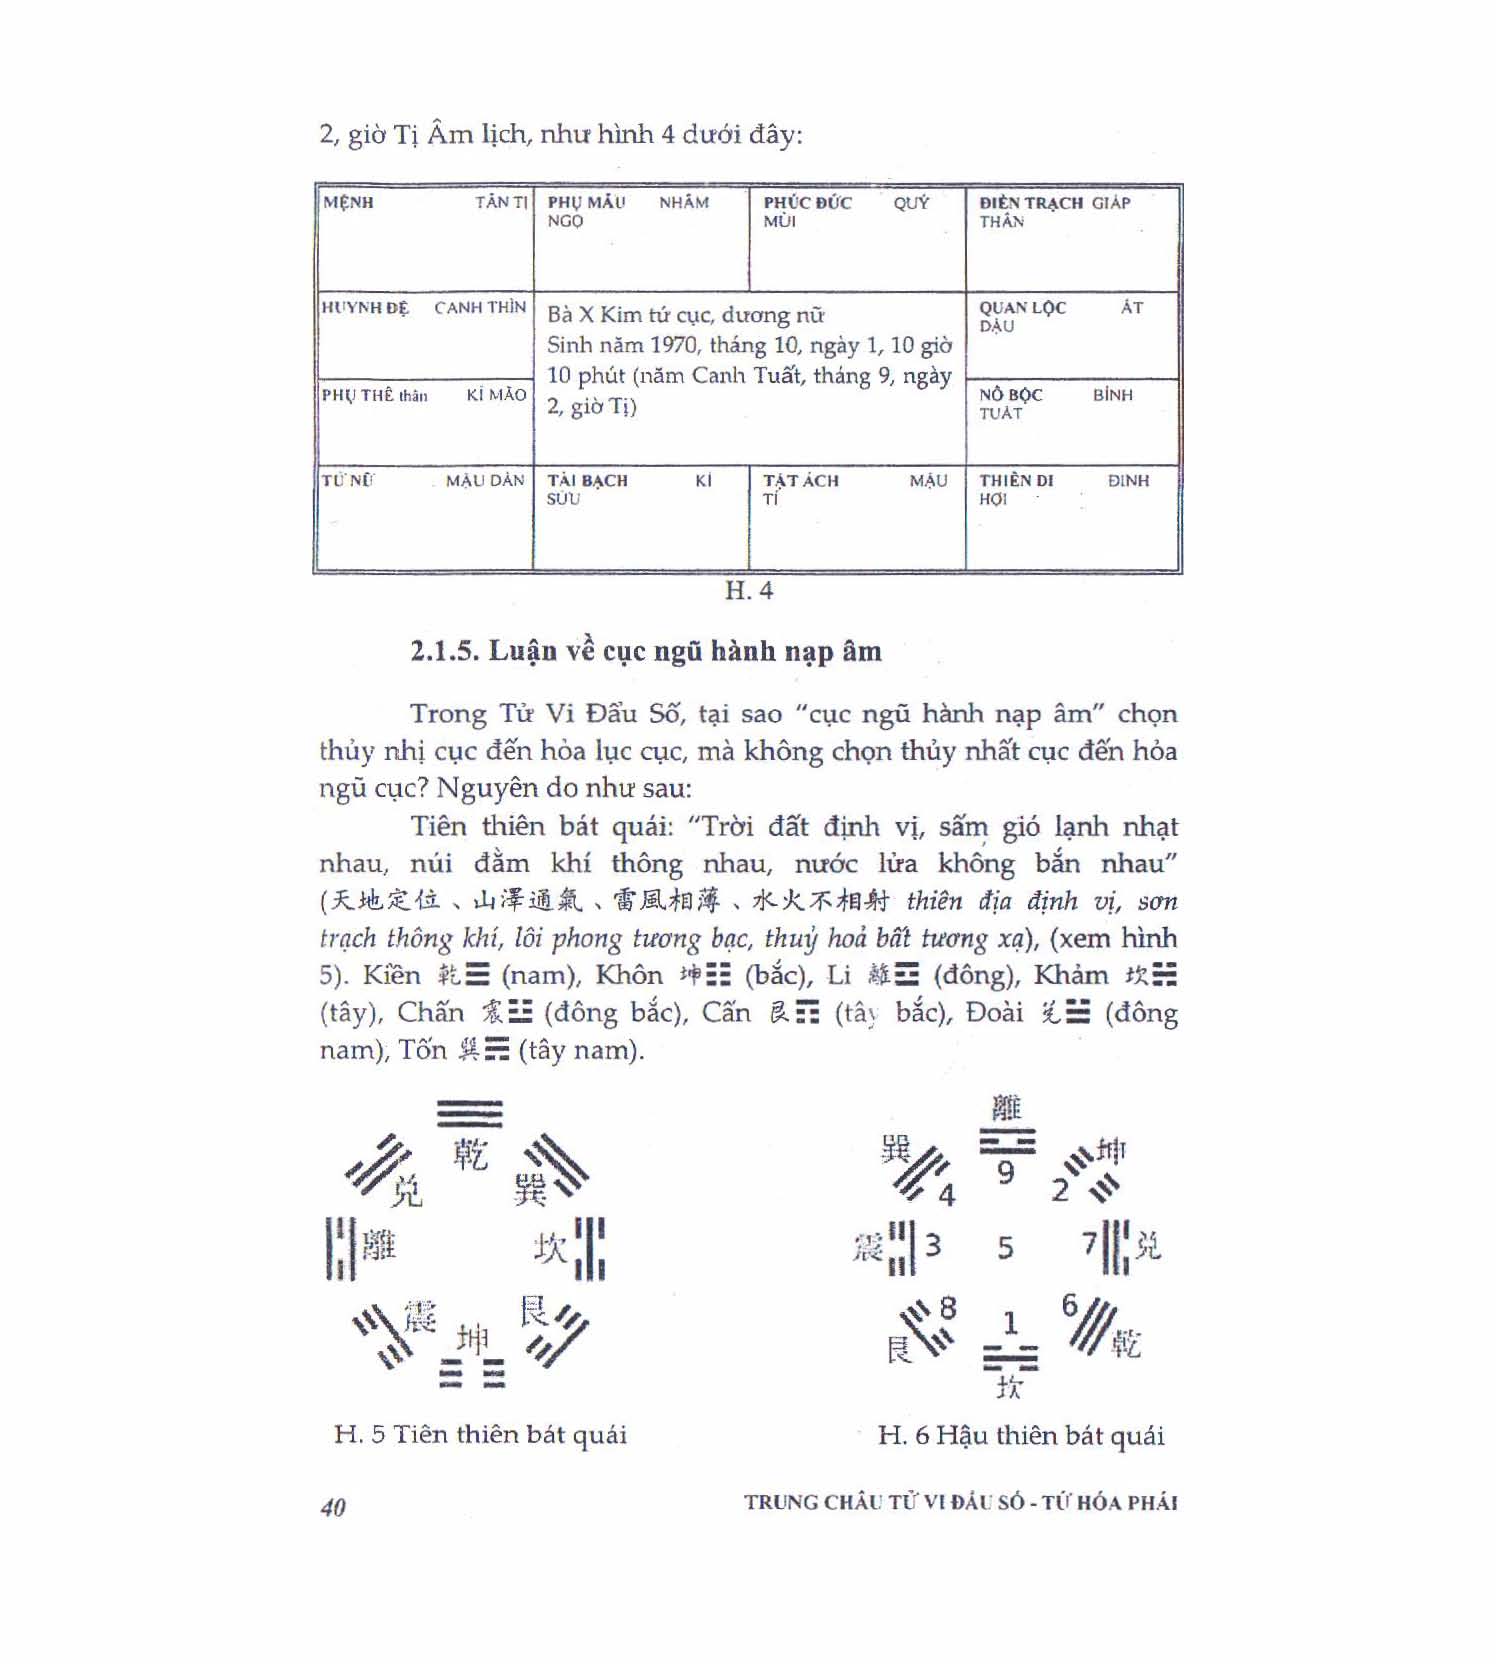 2, giờ Tị Âm lịch, như hình 4 dưới đây:
MỆNH TÂN TỊ
PHỤ MẪU NHÂM
NGỌ
PHÚC ĐỨC QUÝ
MÙI
ĐIỀN TRẠCH GIÁP
THÂN
HUYNH ĐỆ CANH THÌN
Bà X Kim tứ cục, dương nữ
Sinh năm 1970, tháng 10, ngày 1, 10 giờ
10 phút (năm Canh Tuất, tháng 9, ngày
2, giờ Tị)
QUAN LỘC ẤT
DẬU
PHỤ THÊ thân KỈ MÃO
NÔ BỘC BÍNH
TUẤT
TỬ NỮ MẬU DẦN
TÀI BẠCH KỈ
SỬU
TẬT ÁCH MẬU
TÍ
THIÊN DI ĐINH
HỢI
H. 4
2.1.5. Luận về cục ngũ hành nạp âm
Trong Tử Vi Đẩu Số, tại sao "cục ngũ hành nạp âm" chọn
thủy nhị cục đến hỏa lục cục, mà không chọn thủy nhất cục đến hỏa
ngũ cục? Nguyên do như sau:
Tiên thiên bát quái: "Trời đất định vị, sấm gió lạnh nhạt
nhau, núi đằm khí thông nhau, nước lửa không bắn nhau"
(天地定位、山澤通氣、雷風相薄、水火不相射 thiên địa định vị, sơn
trạch thông khí, lôi phong tương bạc, thuỷ hoả bất tương xạ), (xem hình
5). Kiền 乾☰ (nam), Khôn 坤☷ (bắc), Li 離☲ (đông), Khảm 坎☵
(tây), Chấn 震☳ (đông bắc), Cấn 艮☶ (tây bắc), Đoài 兌☱ (đông
nam), Tốn 巽☴ (tây nam).
乾
兌 巽
離 坎
震 坤 艮
離
巽 4 9 2 坤
震 3 5 7 兌
艮 8 1 6 乾
坎
H. 5 Tiên thiên bát quái
H. 6 Hậu thiên bát quái
40
TRUNG CHÂU TỬ VI ĐẨU SỐ - TỨ HÓA PHÁI